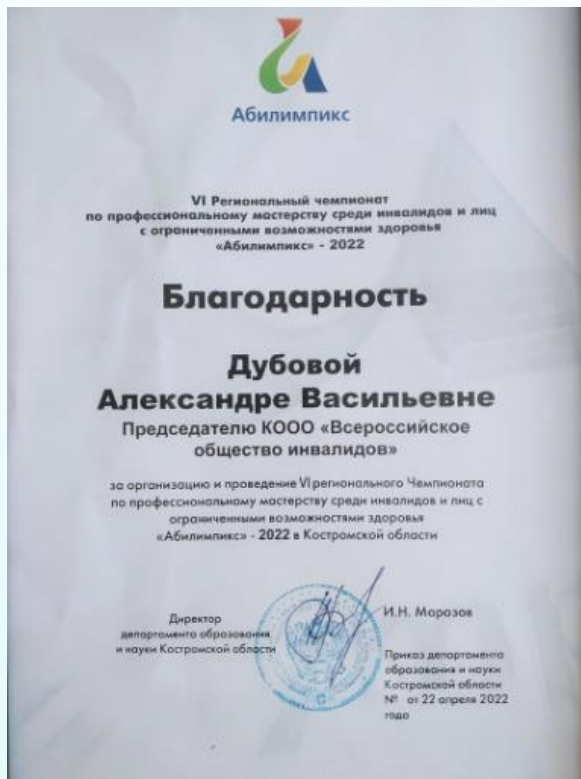 Абилимпикс
VI Региональный чемпионат
по профессиональному мастерству среди инвалидов и лиц
с ограниченными возможностями здоровья
«Абилимпикс» - 2022
Благодарность
Дубовой
Александре Васильевне
Председателю КООО «Всероссийское
общество инвалидов»
за организацию и проведение VI регионального Чемпионата
по профессиональному мастерству среди инвалидов и лиц с
ограниченными возможностями здоровья
«Абилимпикс» - 2022 в Костромской области
Директор
департамента образования
и науки Костромской области
И.Н. Морозов
Приказ департамента
образования и науки
Костромской области
№ от 22 апреля 2022
года